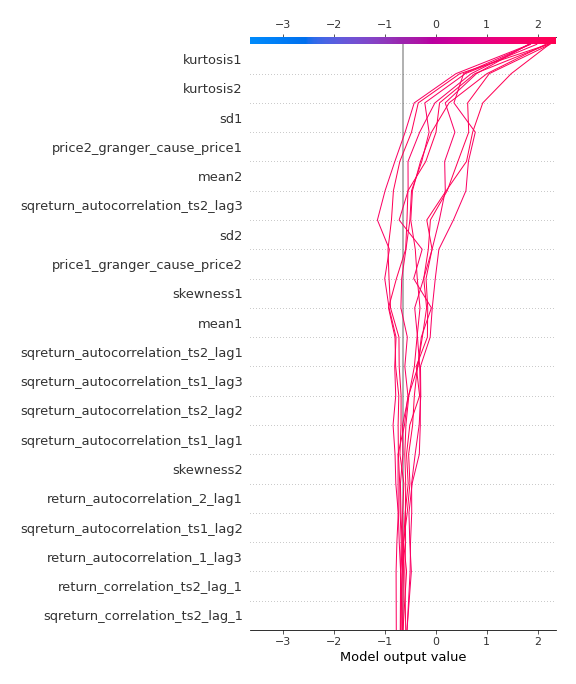 −3 −2 −1 0 1 2
kurtosis1
kurtosis2
sd1
price2_granger_cause_price1
mean2
sqreturn_autocorrelation_ts2_lag3
sd2
price1_granger_cause_price2
skewness1
mean1
sqreturn_autocorrelation_ts2_lag1
sqreturn_autocorrelation_ts1_lag3
sqreturn_autocorrelation_ts2_lag2
sqreturn_autocorrelation_ts1_lag1
skewness2
return_autocorrelation_2_lag1
sqreturn_autocorrelation_ts1_lag2
return_autocorrelation_1_lag3
return_correlation_ts2_lag_1
sqreturn_correlation_ts2_lag_1
−3 −2 −1 0 1 2
Model output value